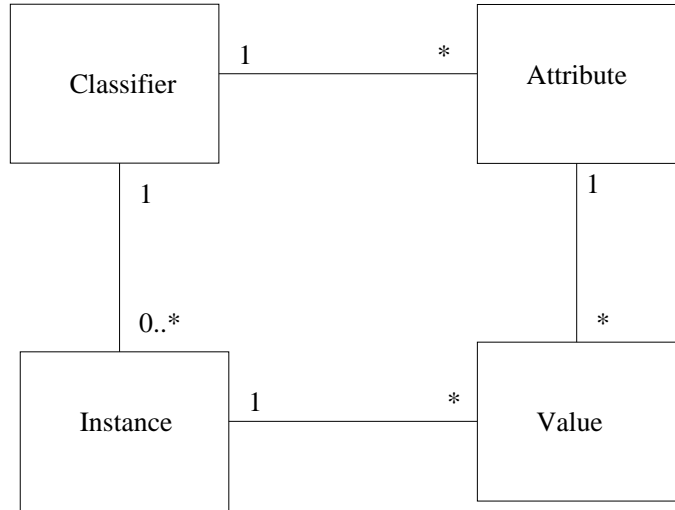 Classifier
1
*
Attribute
1
1
0..*
*
Instance
1
*
Value